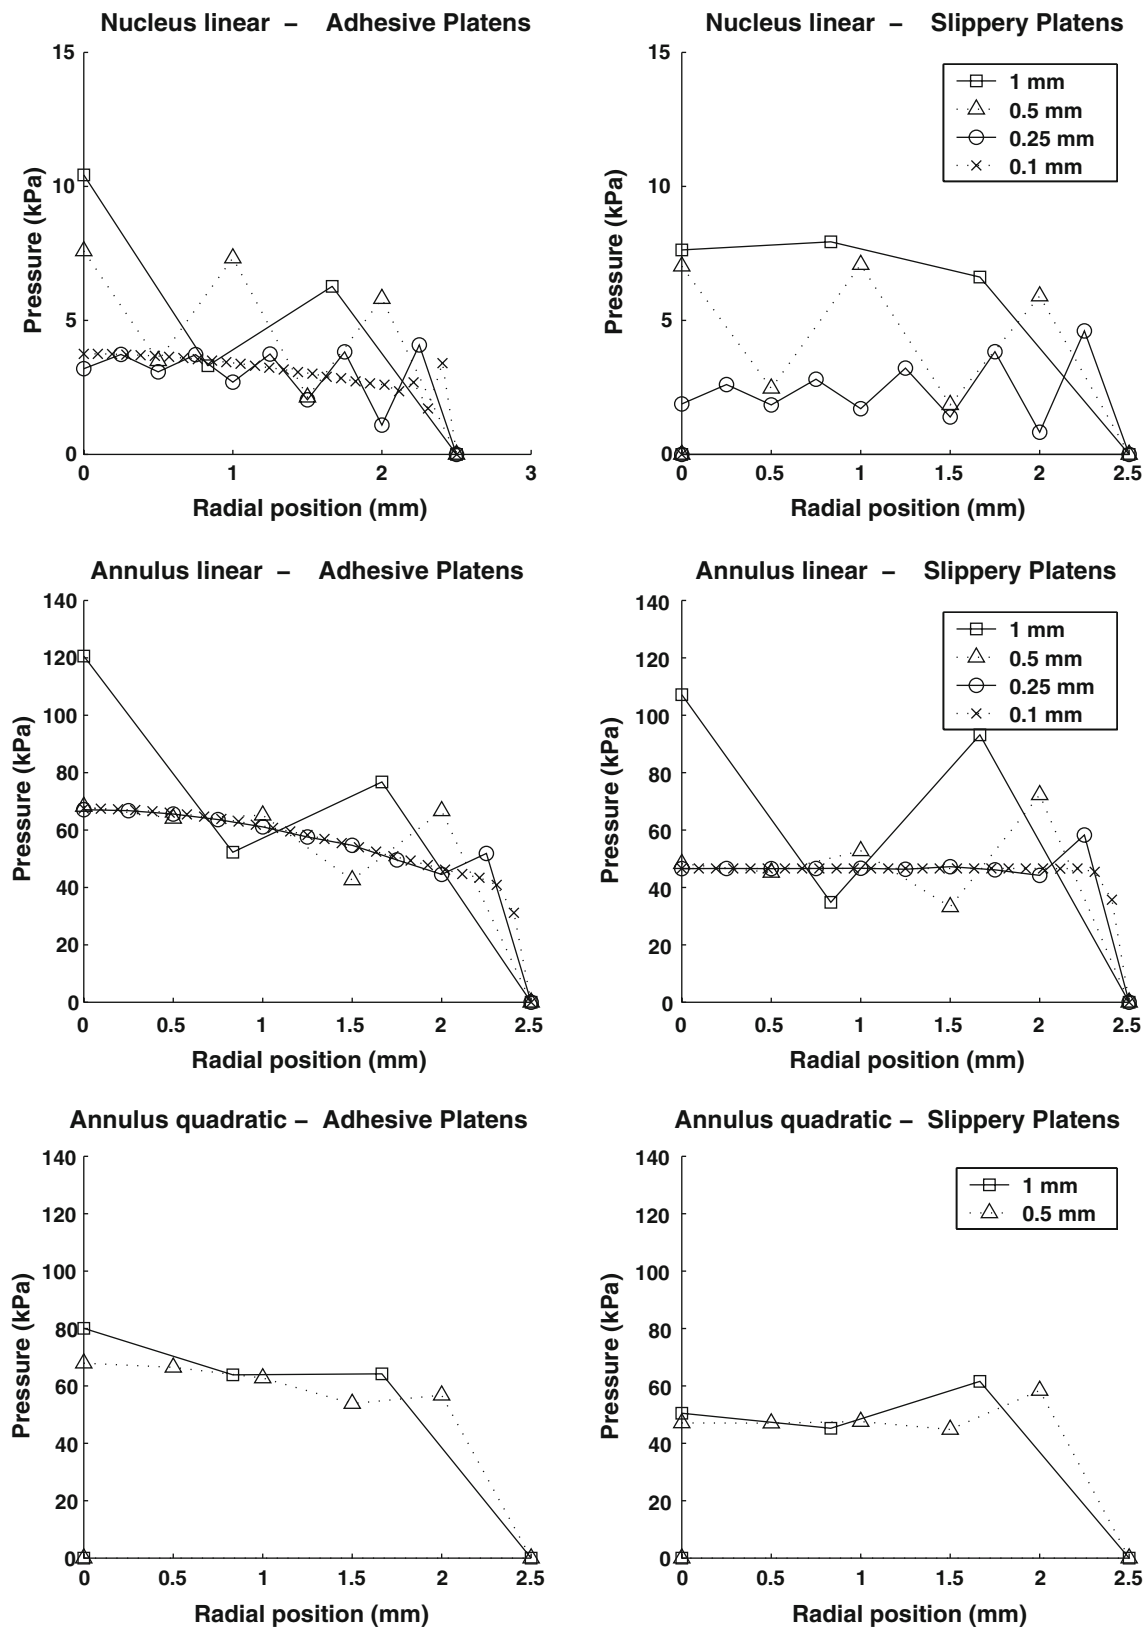 Nucleus linear – Adhesive Platens
15
10
5
0
Pressure (kPa)
0 1 2 3
Radial position (mm)
Nucleus linear – Slippery Platens
1 mm
0.5 mm
0.25 mm
0.1 mm
15
10
5
0
Pressure (kPa)
0 0.5 1 1.5 2 2.5
Radial position (mm)
Annulus linear – Adhesive Platens
140
120
100
80
60
40
20
0
Pressure (kPa)
0 0.5 1 1.5 2 2.5
Radial position (mm)
Annulus linear – Slippery Platens
1 mm
0.5 mm
0.25 mm
0.1 mm
140
120
100
80
60
40
20
0
Pressure (kPa)
0 0.5 1 1.5 2 2.5
Radial position (mm)
Annulus quadratic – Adhesive Platens
140
120
100
80
60
40
20
0
Pressure (kPa)
0 0.5 1 1.5 2 2.5
Radial position (mm)
Annulus quadratic – Slippery Platens
1 mm
0.5 mm
140
120
100
80
60
40
20
0
Pressure (kPa)
0 0.5 1 1.5 2 2.5
Radial position (mm)